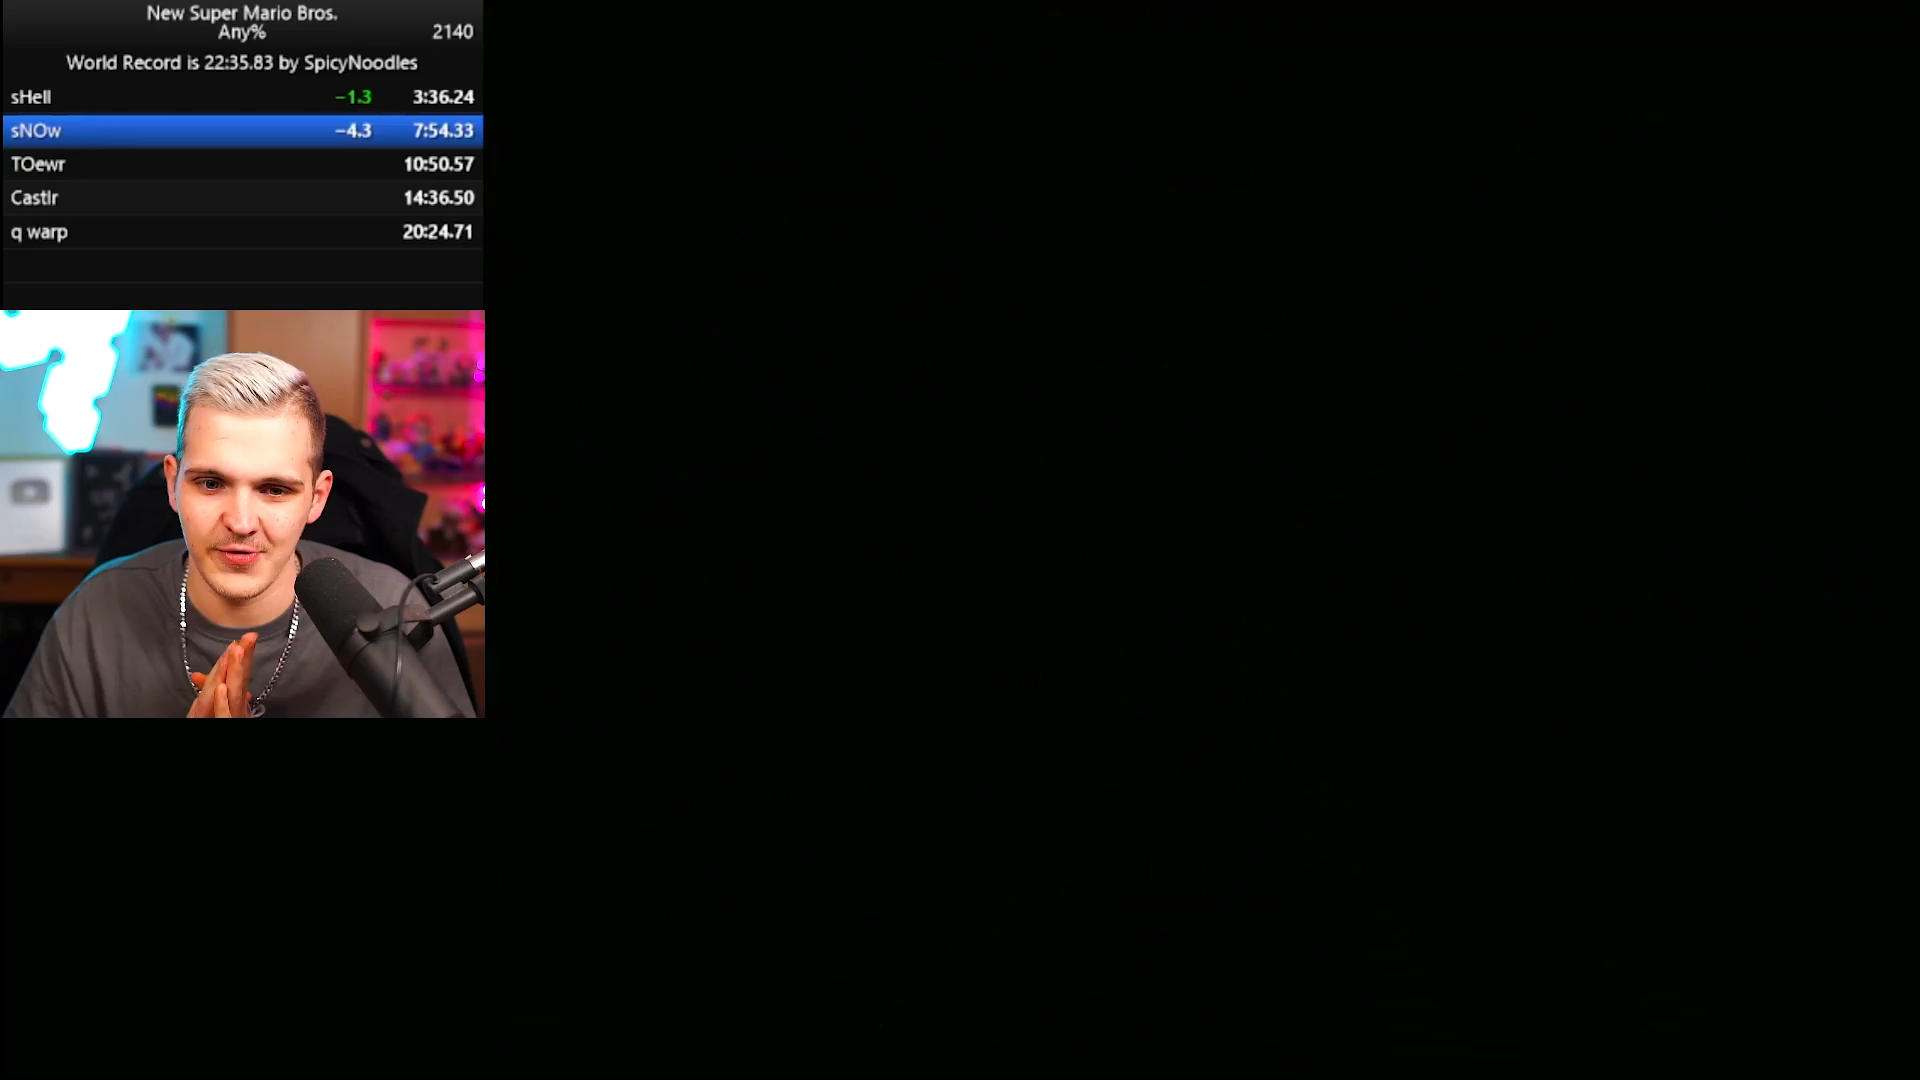 New Super Mario Bros.
Any%
2140
World Record is 22:35.83 by SpicyNoodles
sHell −1.3 3:36.24
sNOw −4.3 7:54.33
TOewr 10:50.57
Castlr 14:36.50
q warp 20:24.71